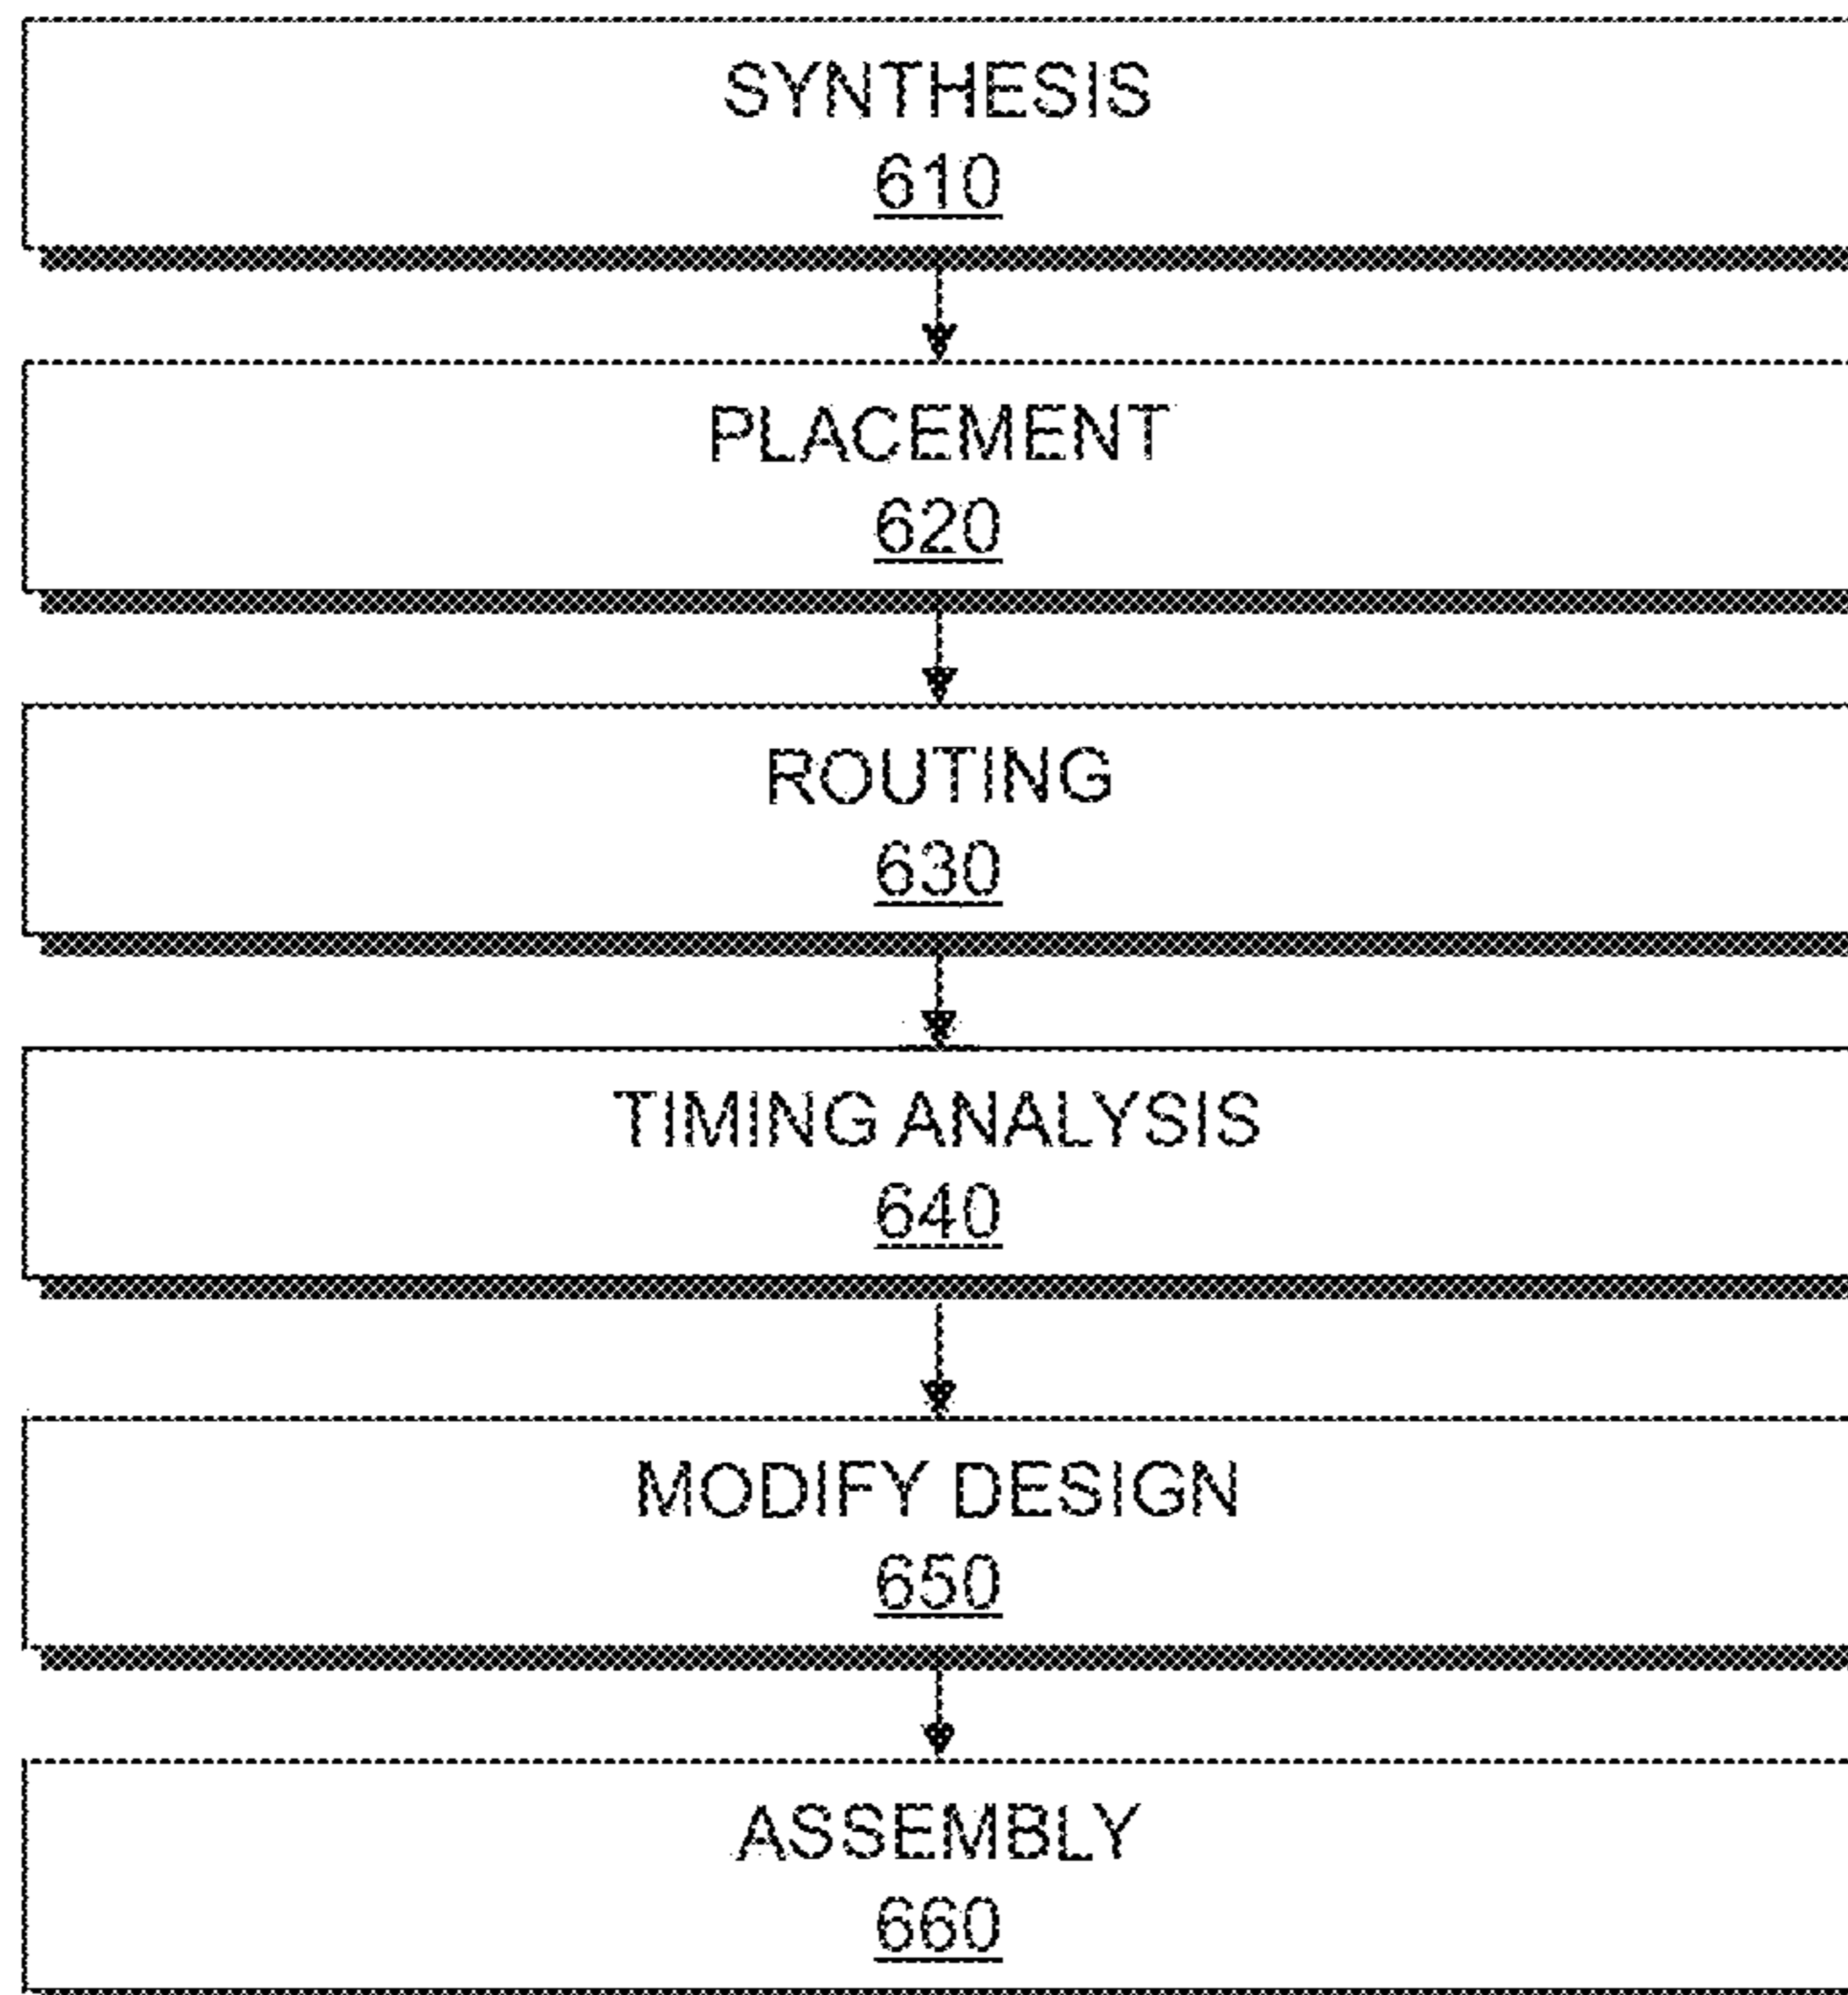 SYNTHESIS
610
PLACEMENT
620
ROUTING
630
TIMING ANALYSIS
640
MODIFY DESIGN
650
ASSEMBLY
660